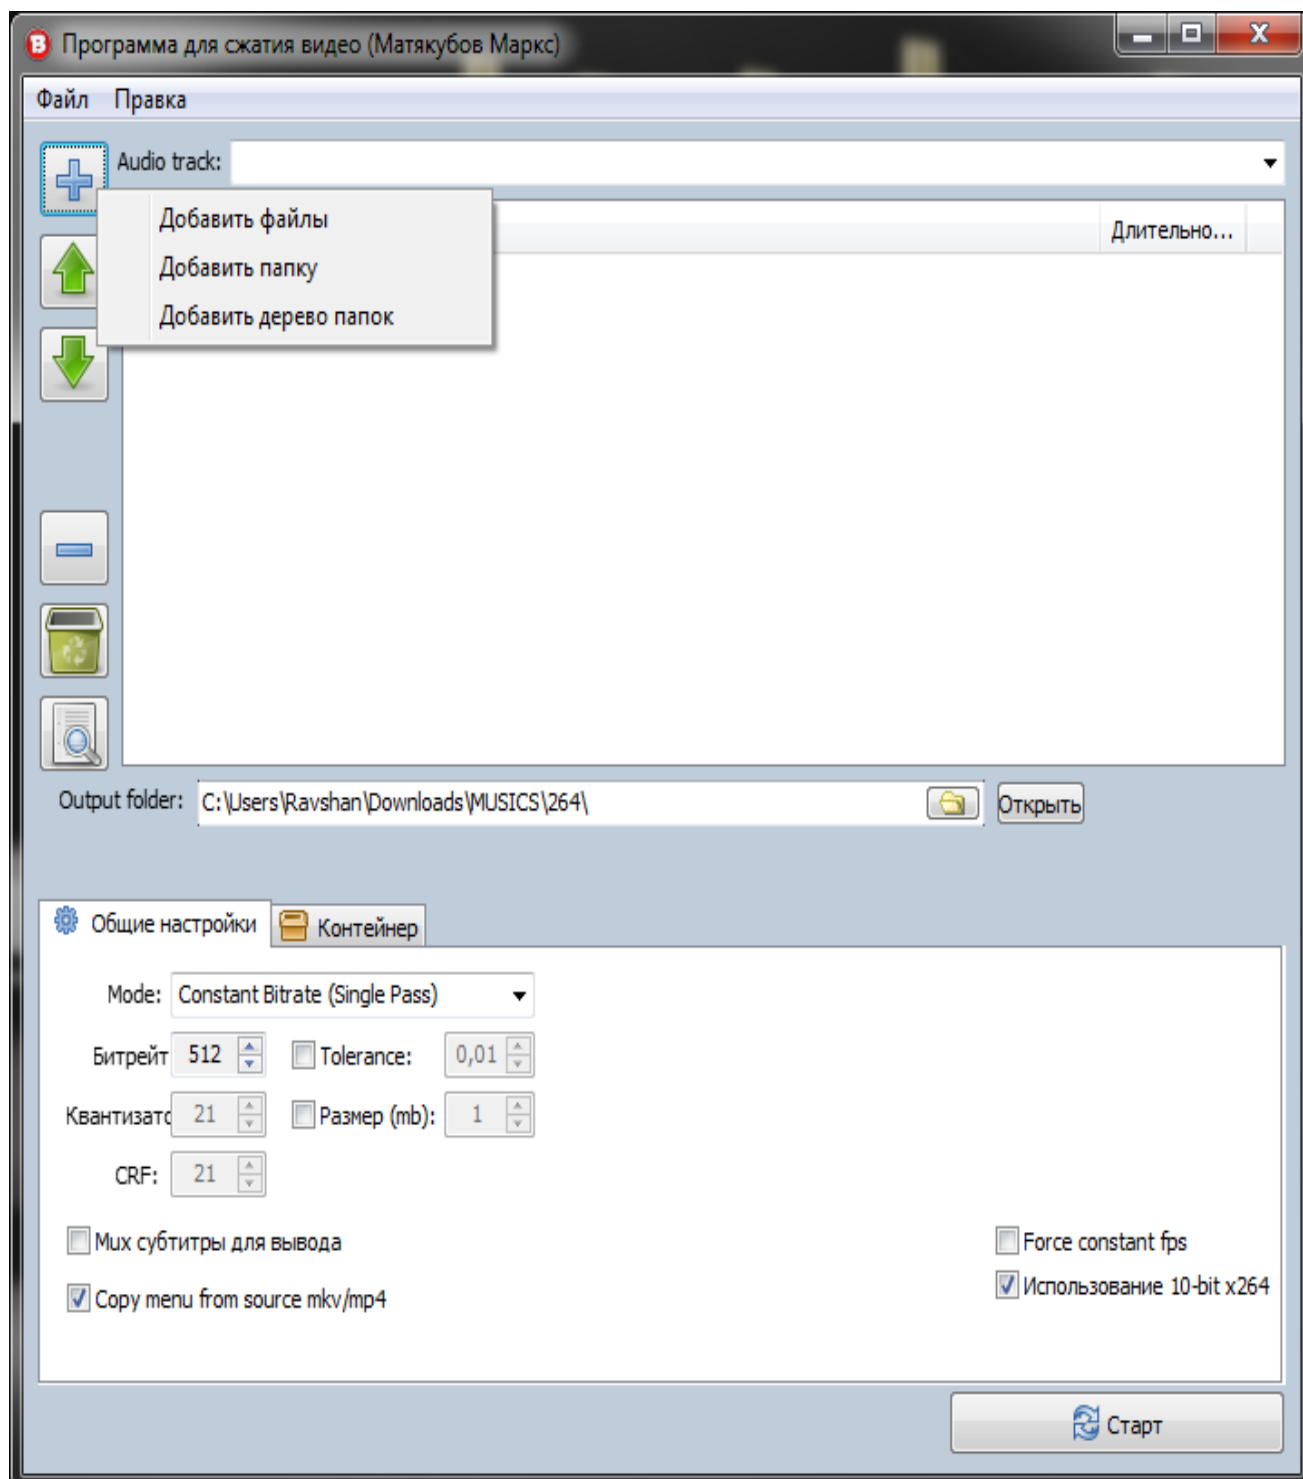 Программа для сжатия видео (Матякубов Маркс)
Файл Правка
Audio track:
Добавить файлы
Длительно...
Добавить папку
Добавить дерево папок
Output folder: C:\Users\Ravshan\Downloads\MUSICS\264\ Открыть
Общие настройки Контейнер
Mode: Constant Bitrate (Single Pass)
Битрейт 512 Tolerance: 0,01
Квантизатс 21 Размер (mb): 1
CRF: 21
Mux субтитры для вывода Force constant fps
Copy menu from source mkv/mp4 Использование 10-bit x264
Старт